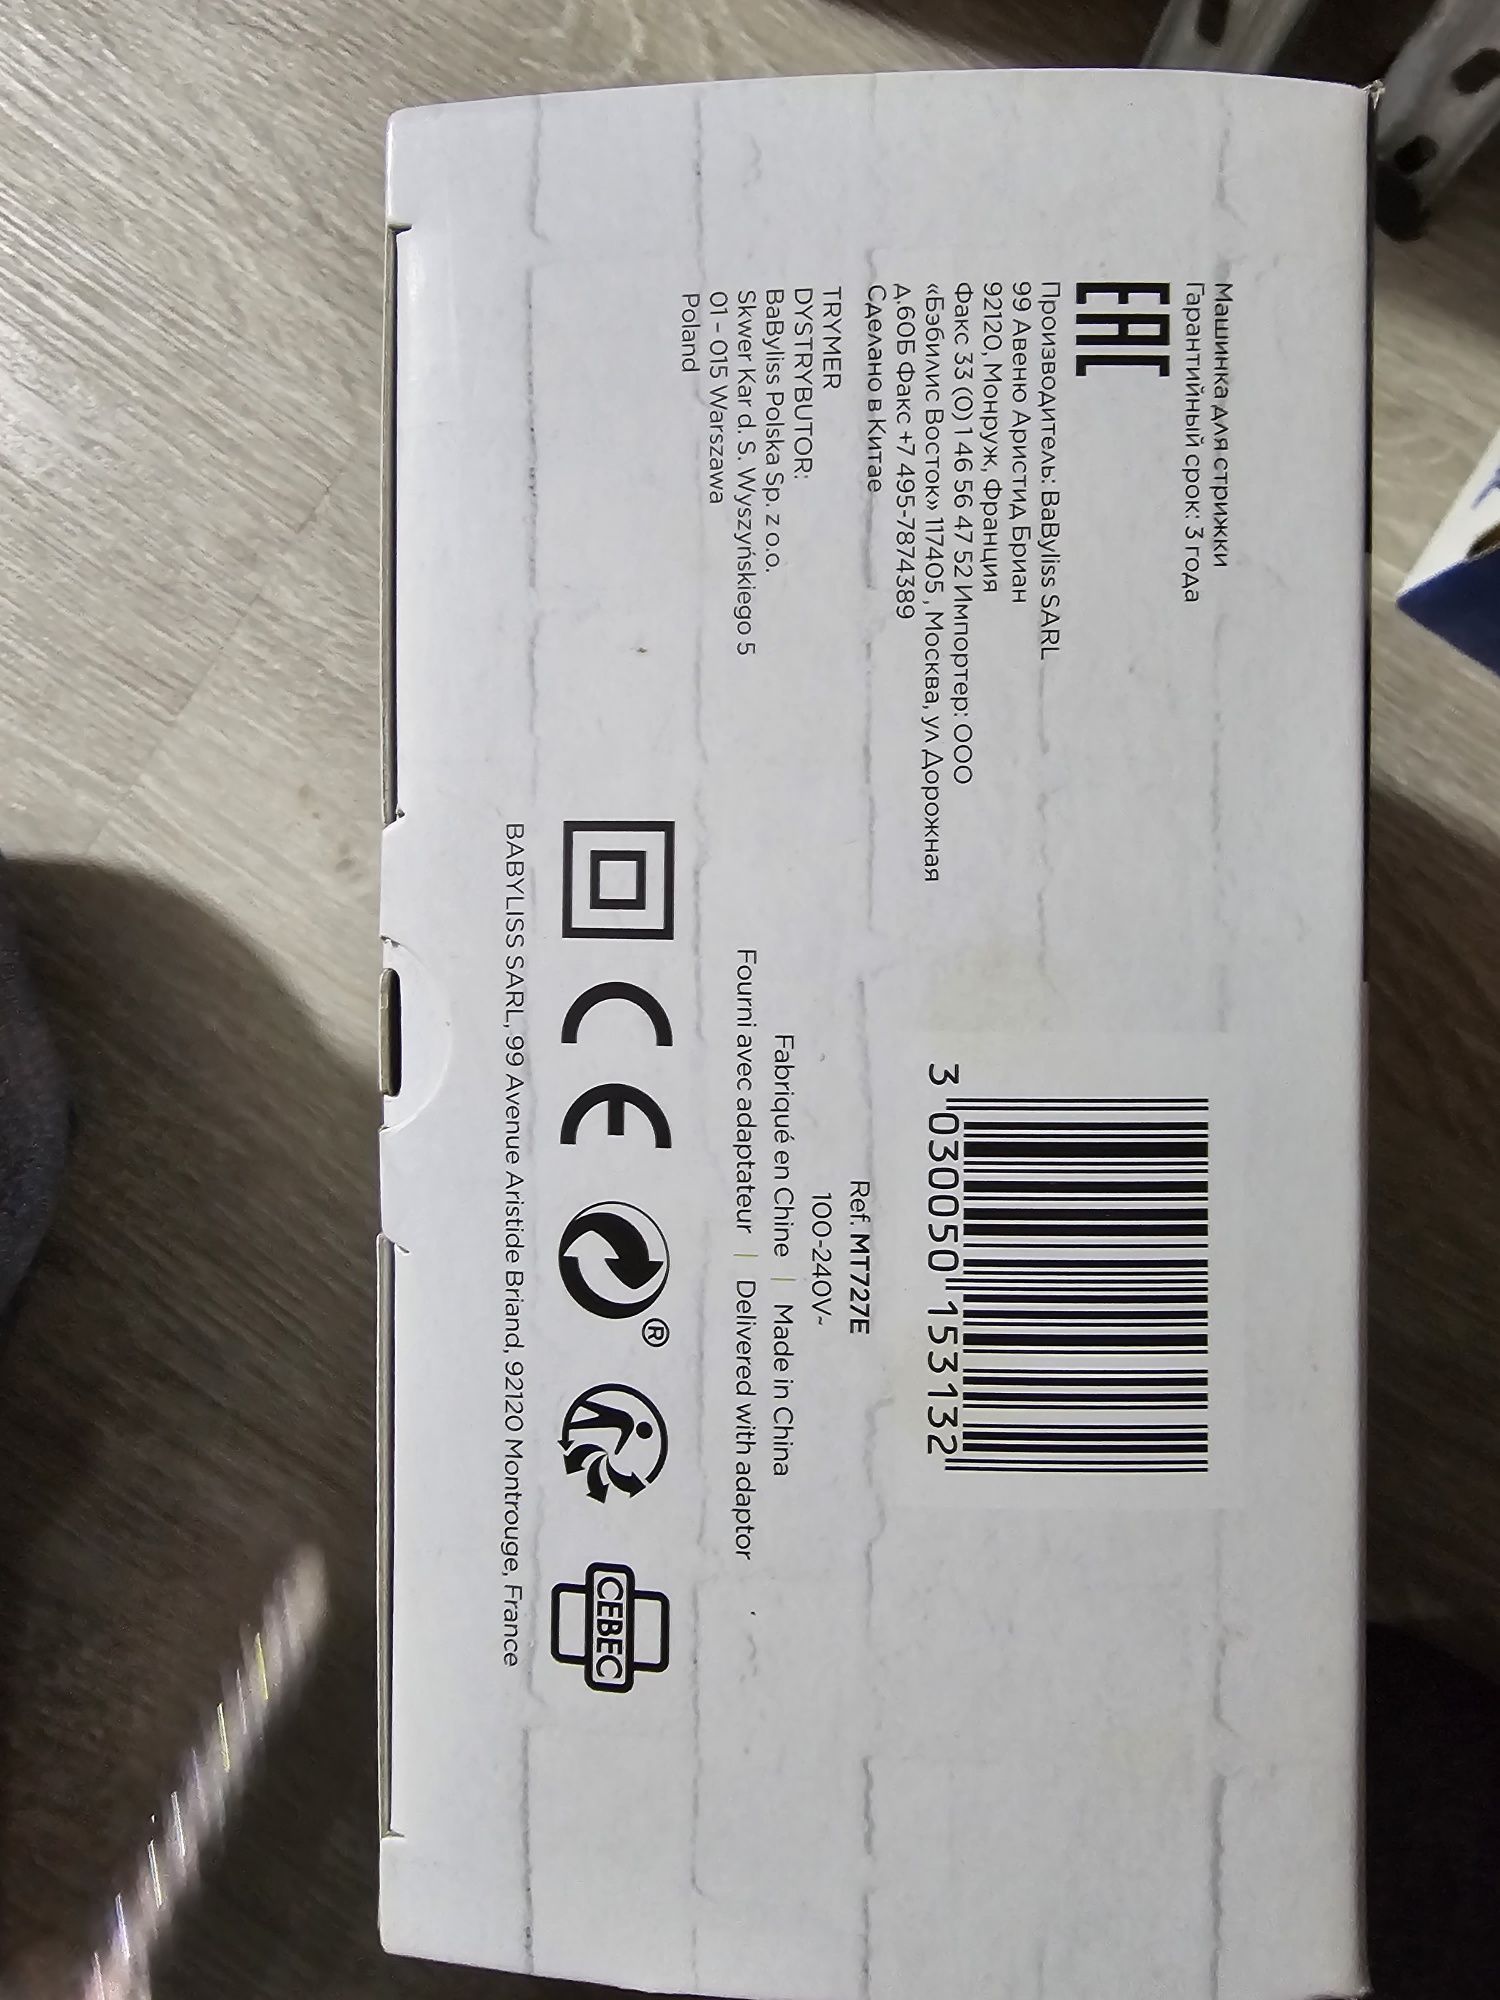 Машинка для стрижки
Гарантийный срок: 3 года
EAC
Производитель: BaByliss SARL
99 Авеню Аристид Бриан
92120, Монруж, Франция
Факс 33 (0) 1 46 56 47 52 Импортер: ООО
«Бэбилис Восток» 117405 , Москва, ул Дорожная
д.60Б Факс +7 495-7874389
Сделано в Китае
TRYMER
DYSTRYBUTOR:
BaByliss Polska Sp. z o.o.
Skwer Kar d. S. Wyszyńskiego 5
01 - 015 Warszawa
Poland
3 030050 153132
Ref. MT727E
100-240V~
Fabriqué en Chine | Made in China
Fourni avec adaptateur | Delivered with adaptor
CE ® CEBEC
BABYLISS SARL, 99 Avenue Aristide Briand, 92120 Montrouge, France